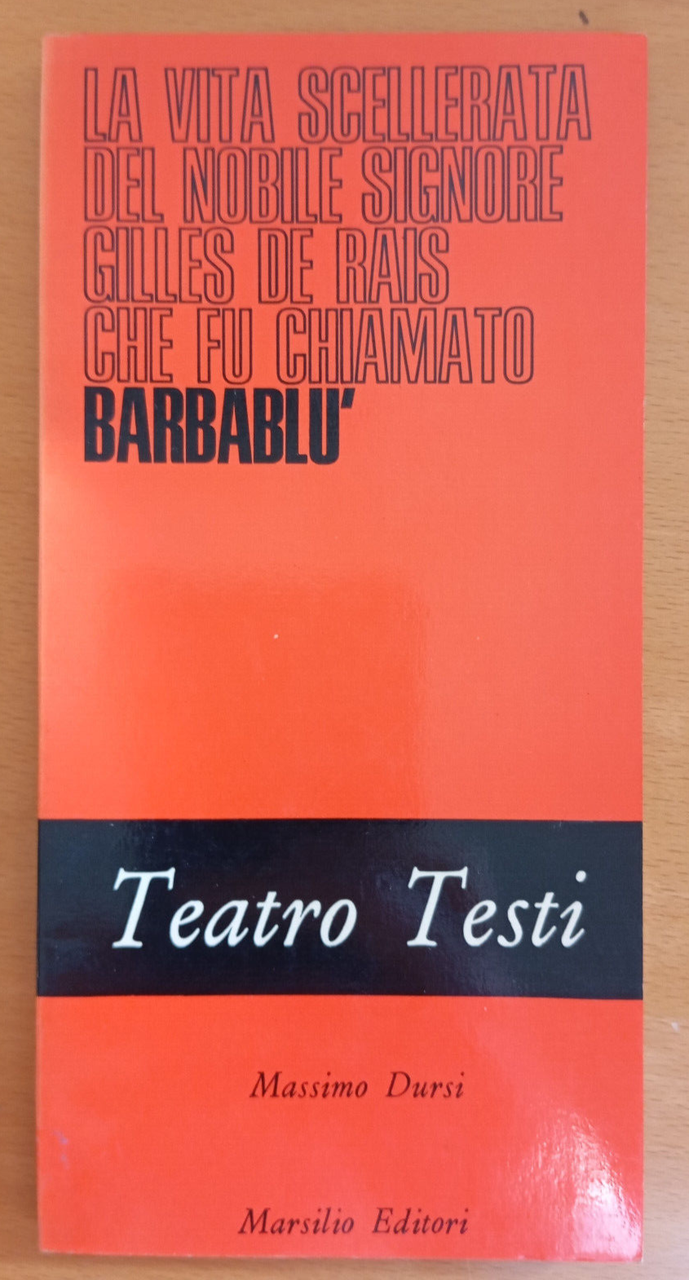 LA VITA SCELLERATA
DEL NOBILE SIGNORE
GILLES DE RAIS
CHE FU CHIAMATO
BARBABLU'
Teatro Testi
Massimo Dursi
Marsilio Editori